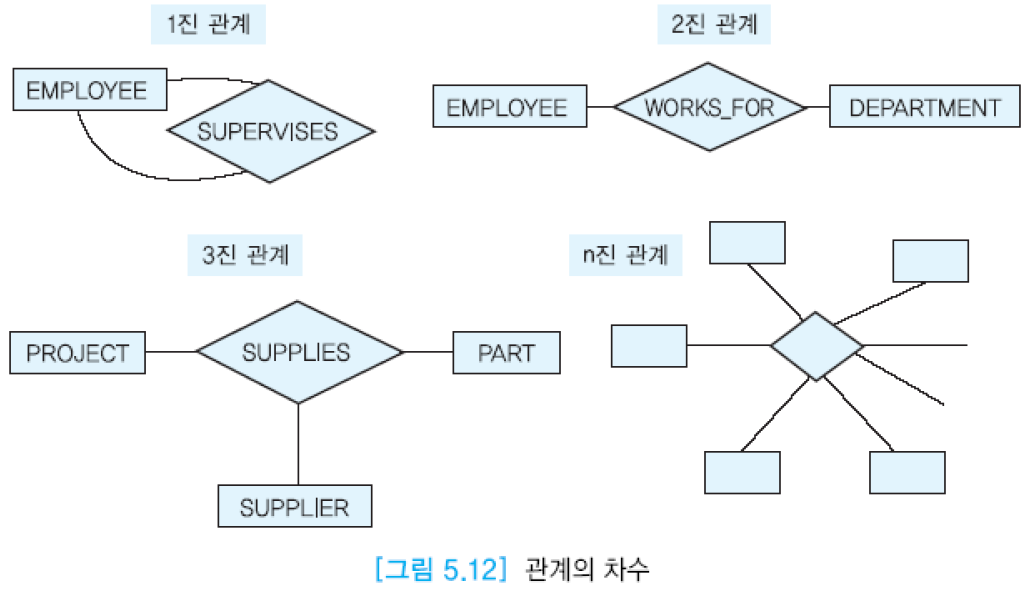 1진 관계
EMPLOYEE
SUPERVISES
2진 관계
EMPLOYEE
WORKS_FOR
DEPARTMENT
3진 관계
PROJECT
SUPPLIES
PART
SUPPLIER
n진 관계
[그림 5.12] 관계의 차수